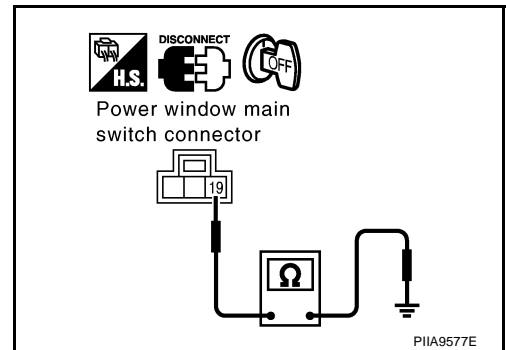 DISCONNECT
H.S.
OFF
Power window main
switch connector
19
Ω
PIIA9577E